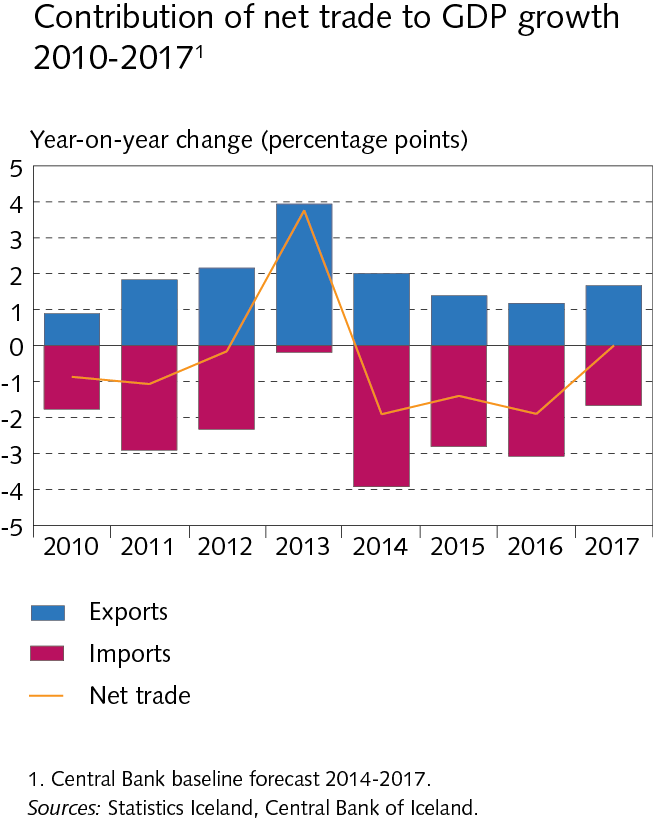 Contribution of net trade to GDP growth
2010-2017¹
Year-on-year change (percentage points)
5
4
3
2
1
0
-1
-2
-3
-4
-5
2010 2011 2012 2013 2014 2015 2016 2017
Exports
Imports
Net trade
1. Central Bank baseline forecast 2014-2017.
Sources: Statistics Iceland, Central Bank of Iceland.